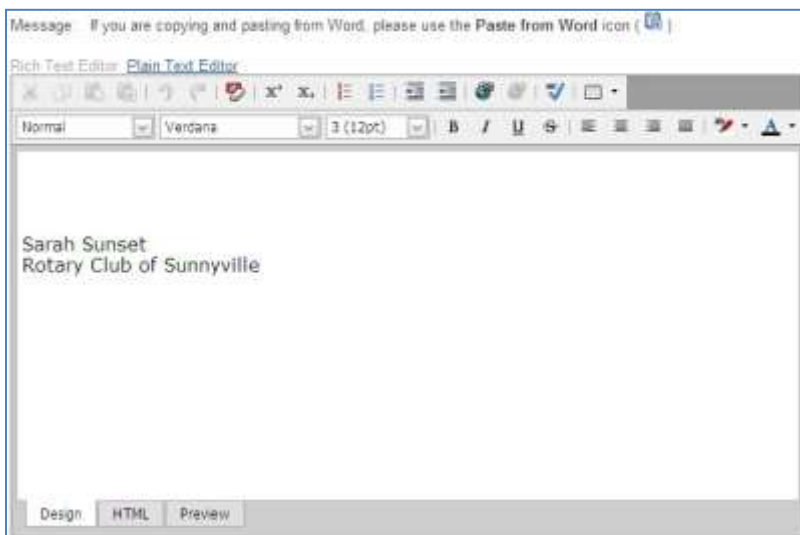 Message: If you are copying and pasting from Word, please use the Paste from Word icon ( )
Rich Text Editor Plain Text Editor
Normal Verdana 3 (12pt) B I U S A
Sarah Sunset
Rotary Club of Sunnyville
Design HTML Preview